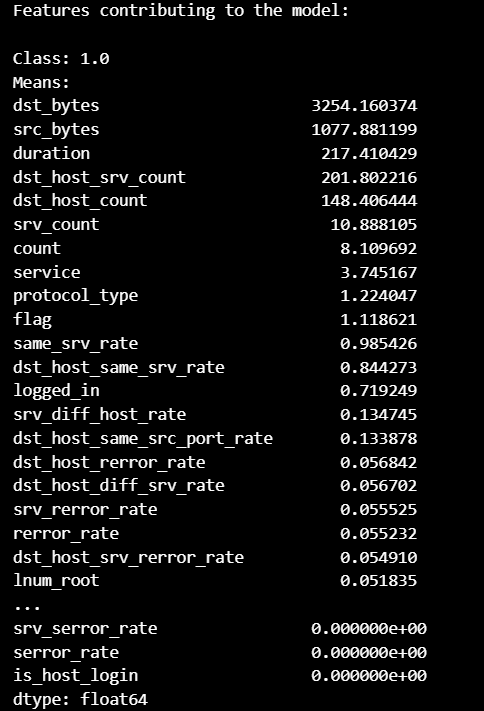 Features contributing to the model:
Class: 1.0
Means:
dst_bytes 3254.160374
src_bytes 1077.881199
duration 217.410429
dst_host_srv_count 201.802216
dst_host_count 148.406444
srv_count 10.888105
count 8.109692
service 3.745167
protocol_type 1.224047
flag 1.118621
same_srv_rate 0.985426
dst_host_same_srv_rate 0.844273
logged_in 0.719249
srv_diff_host_rate 0.134745
dst_host_same_src_port_rate 0.133878
dst_host_rerror_rate 0.056842
dst_host_diff_srv_rate 0.056702
srv_rerror_rate 0.055525
rerror_rate 0.055232
dst_host_srv_rerror_rate 0.054910
lnum_root 0.051835
...
srv_serror_rate 0.000000e+00
serror_rate 0.000000e+00
is_host_login 0.000000e+00
dtype: float64